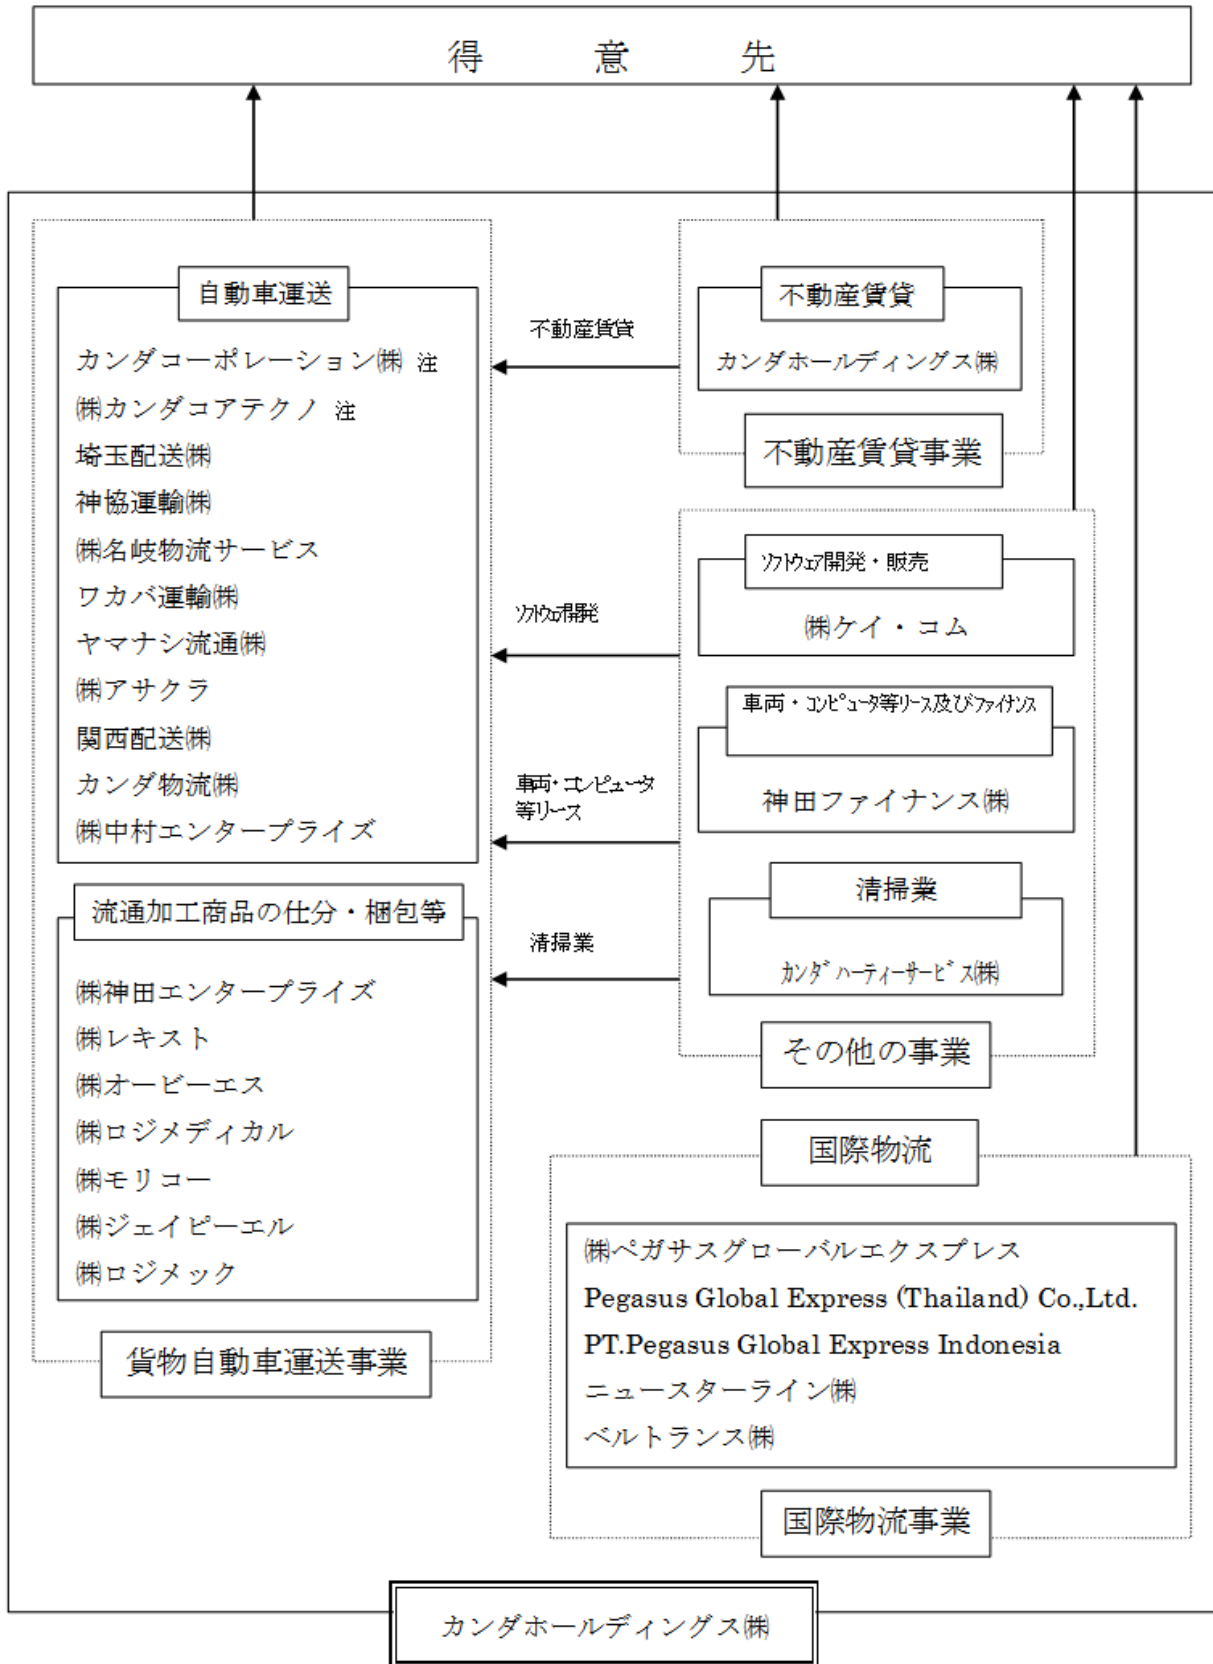 得意先
自動車運送
カンダコーポレーション㈱ 注
㈱カンダコアテクノ 注
埼玉配送㈱
神協運輸㈱
㈱名岐物流サービス
ワカバ運輸㈱
ヤマナシ流通㈱
㈱アサクラ
関西配送㈱
カンダ物流㈱
㈱中村エンタープライズ
流通加工商品の仕分・梱包等
㈱神田エンタープライズ
㈱レキスト
㈱オービーエス
㈱ロジメディカル
㈱モリコー
㈱ジェイピーエル
㈱ロジメック
貨物自動車運送事業
不動産賃貸
ソフトウェア開発
車両・コンピュータ
等リース
清掃業
不動産賃貸
カンダホールディングス㈱
不動産賃貸事業
ソフトウェア開発・販売
㈱ケイ・コム
車両・コンピュータ等リース及びファイナンス
神田ファイナンス㈱
清掃業
カンダハーティーサービス㈱
その他の事業
国際物流
㈱ペガサスグローバルエクスプレス
Pegasus Global Express (Thailand) Co.,Ltd.
PT.Pegasus Global Express Indonesia
ニュースターライン㈱
ベルトランス㈱
国際物流事業
カンダホールディングス㈱